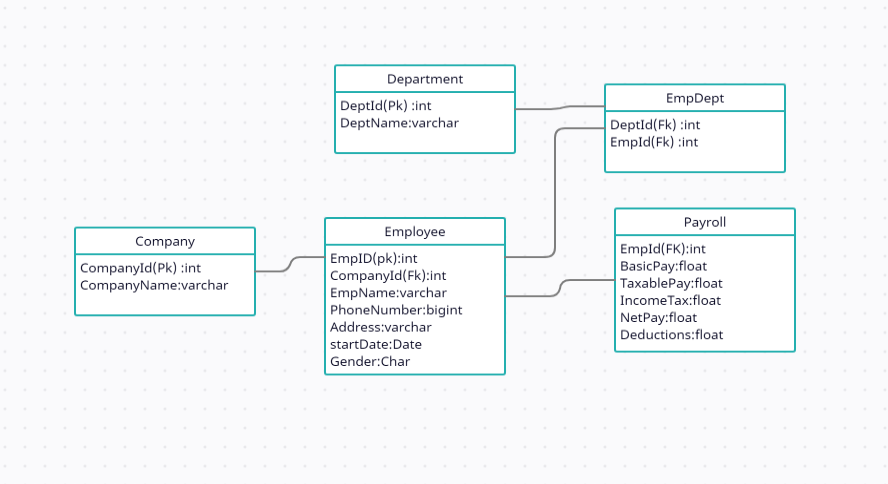 Department
DeptId(Pk) :int
DeptName:varchar
EmpDept
DeptId(Fk) :int
EmpId(Fk) :int
Company
CompanyId(Pk) :int
CompanyName:varchar
Employee
EmpID(pk):int
CompanyId(Fk):int
EmpName:varchar
PhoneNumber:bigint
Address:varchar
startDate:Date
Gender:Char
Payroll
EmpId(FK):int
BasicPay:float
TaxablePay:float
IncomeTax:float
NetPay:float
Deductions:float